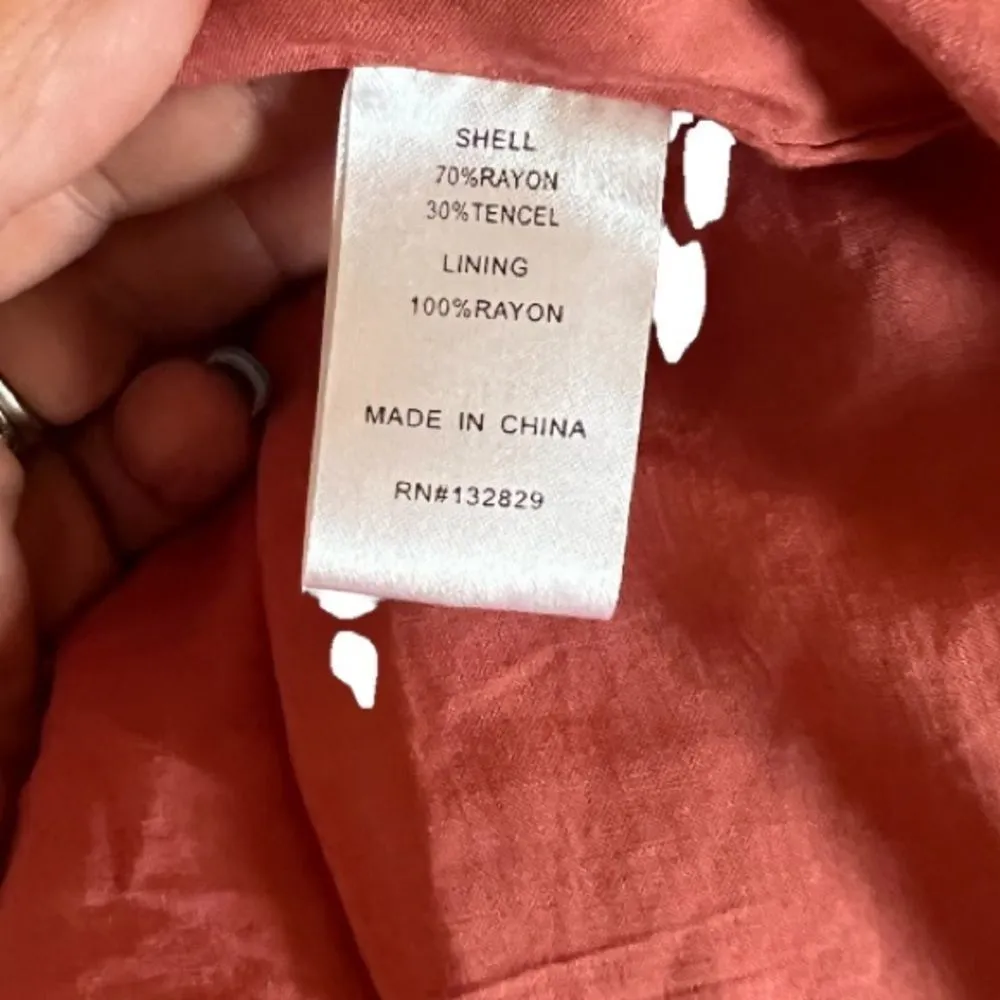 SHELL
70%RAYON
30%TENCEL
LINING
100%RAYON
MADE IN CHINA
RN#132829